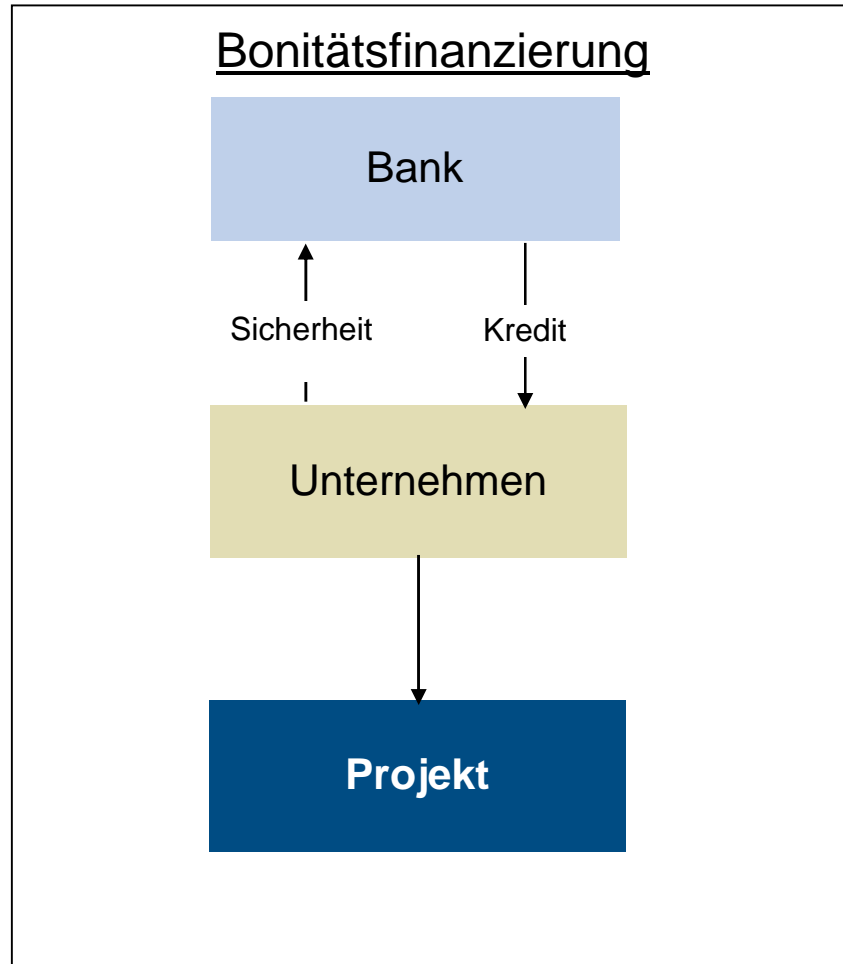 Bonitätsfinanzierung
Bank
Sicherheit
Kredit
Unternehmen
Projekt